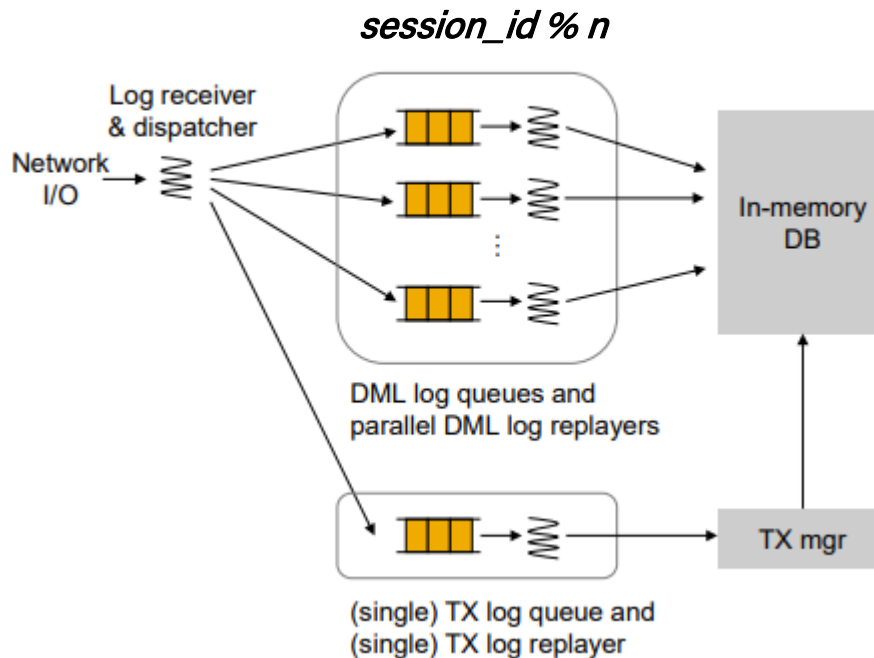 session_id % n
Log receiver
& dispatcher
Network
I/O
In-memory
DB
...
DML log queues and
parallel DML log replayers
TX mgr
(single) TX log queue and
(single) TX log replayer